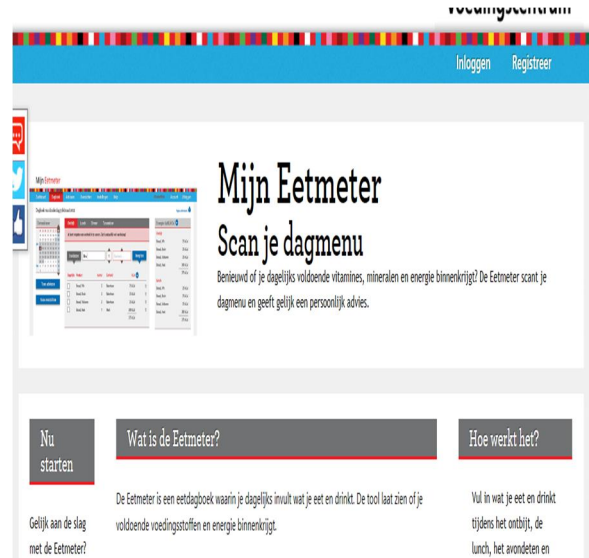 Voedingscentrum
Inloggen Registreer
Mijn Eetmeter
Mijn Eetmeter
Scan je dagmenu
Benieuwd of je dagelijks voldoende vitamines, mineralen en energie binnenkrijgt? De Eetmeter scant je
dagmenu en geeft gelijk een persoonlijk advies.
Nu
starten
Gelijk aan de slag
met de Eetmeter?
Wat is de Eetmeter?
De Eetmeter is een eetdagboek waarin je dagelijks invult wat je eet en drinkt. De tool laat zien of je
voldoende voedingsstoffen en energie binnenkrijgt.
Hoe werkt het?
Vul in wat je eet en drinkt
tijdens het ontbijt, de
lunch, het avondeten en